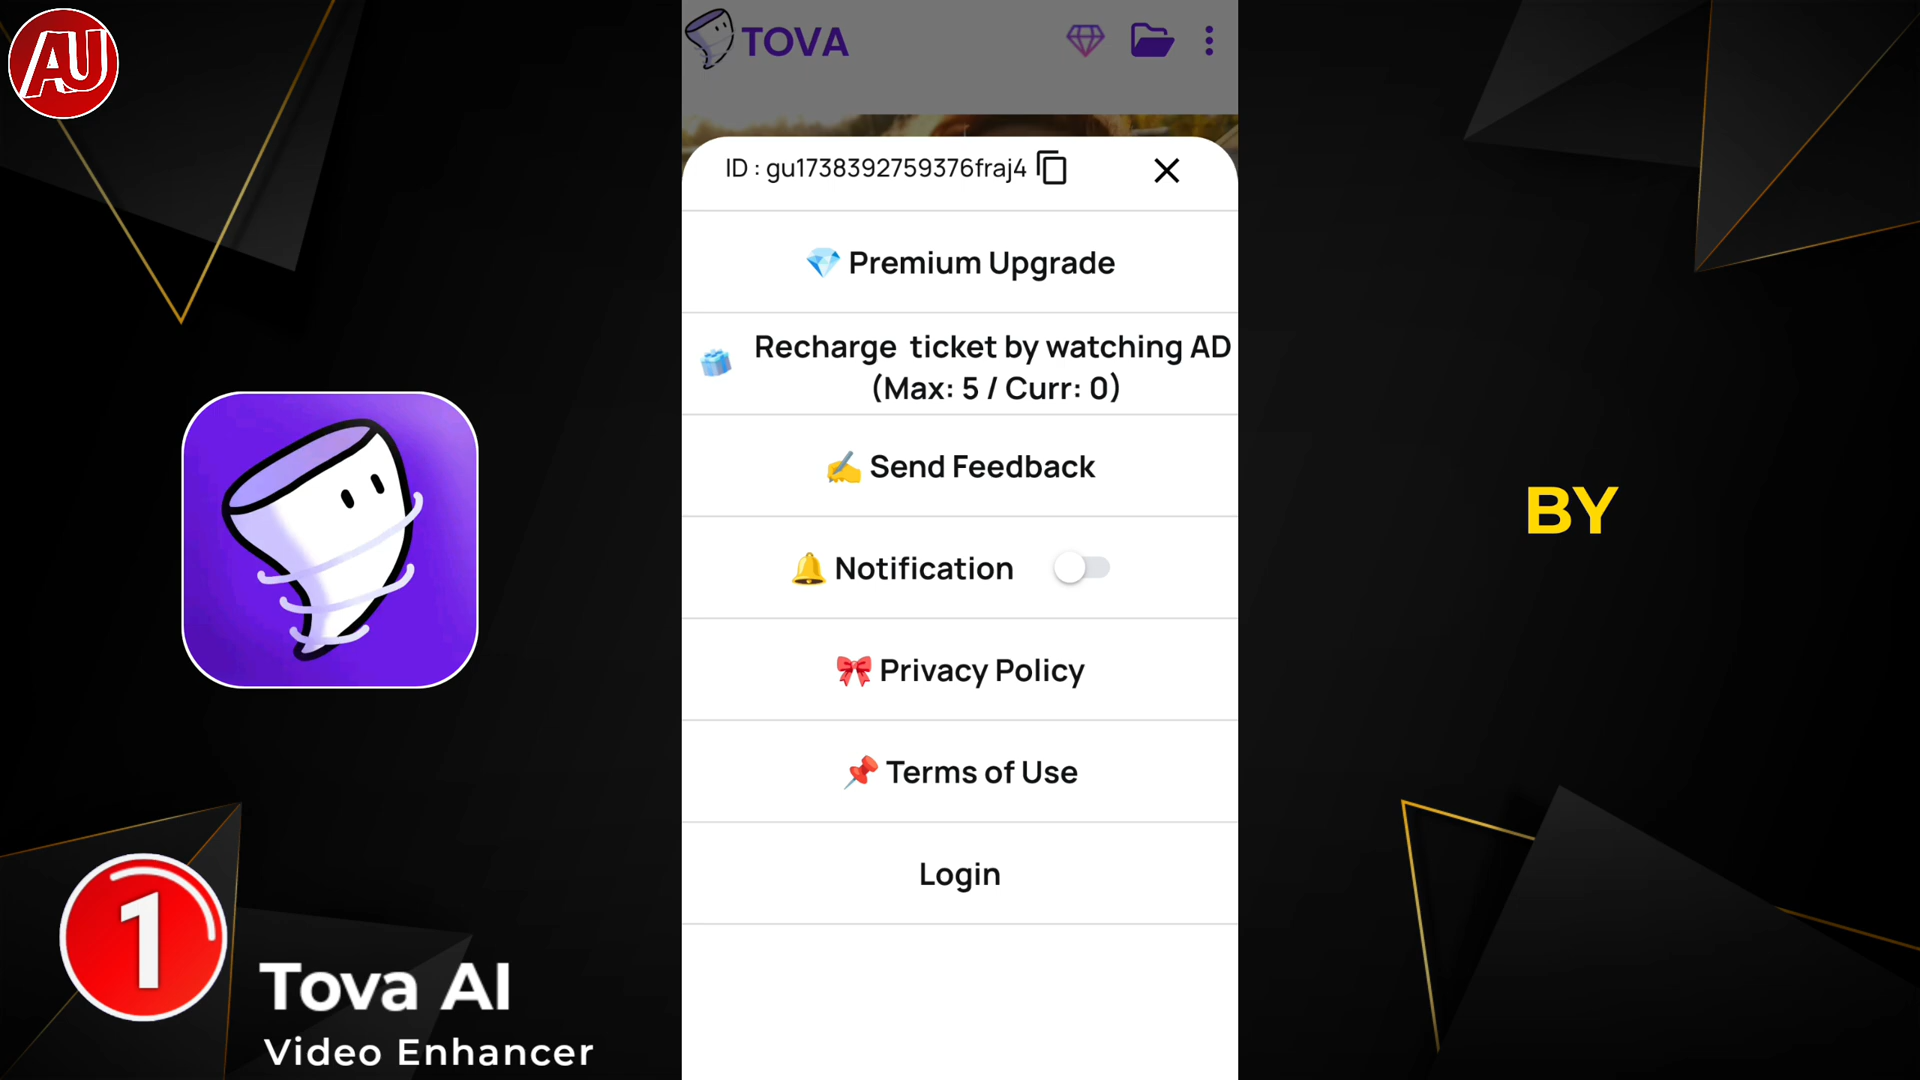 AU
TOVA
ID : gu1738392759376fraj4
💎 Premium Upgrade
Recharge ticket by watching AD
(Max: 5 / Curr: 0)
✍️ Send Feedback
🔔 Notification
🎀 Privacy Policy
📌 Terms of Use
Login
BY
1
Tova AI
Video Enhancer